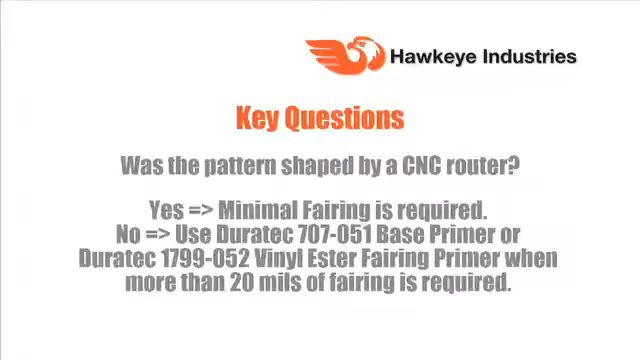 Hawkeye Industries
Key Questions
Was the pattern shaped by a CNC router?
Yes => Minimal Fairing is required.
No => Use Duratec 707-051 Base Primer or
Duratec 1799-052 Vinyl Ester Fairing Primer when
more than 20 mils of fairing is required.